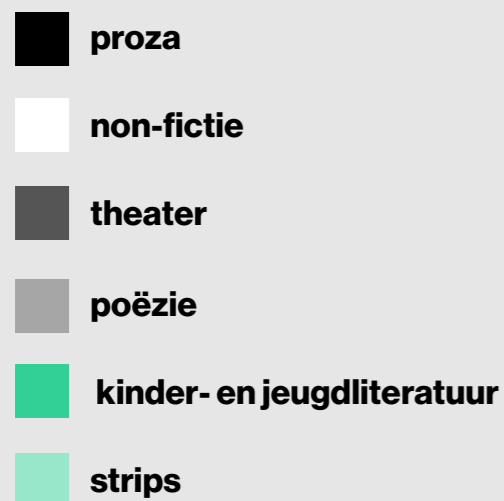 proza
non-fictie
theater
poëzie
kinder- en jeugdliteratuur
strips